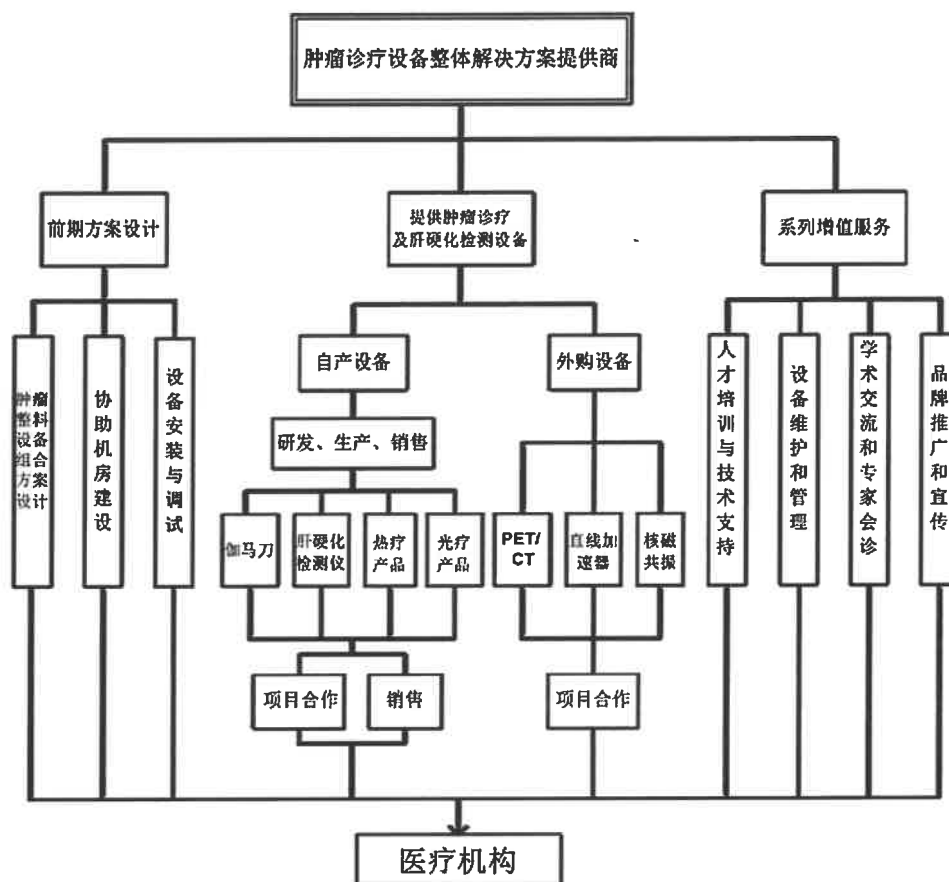 肿瘤诊疗设备整体解决方案提供商
前期方案设计
提供肿瘤诊疗
及肝硬化检测设备
系列增值服务
肿瘤
整料
设备
组合
方案
设计
协助机房建设
设备安装与调试
自产设备
外购设备
研发、生产、销售
伽马刀
肝硬化
检测仪
热疗
产品
光疗
产品
PET/
CT
直线加
速器
核磁
共振
人才培训与技术支持
设备维护和管理
学术交流和专家会诊
品牌推广和宣传
项目合作
销售
项目合作
医疗机构